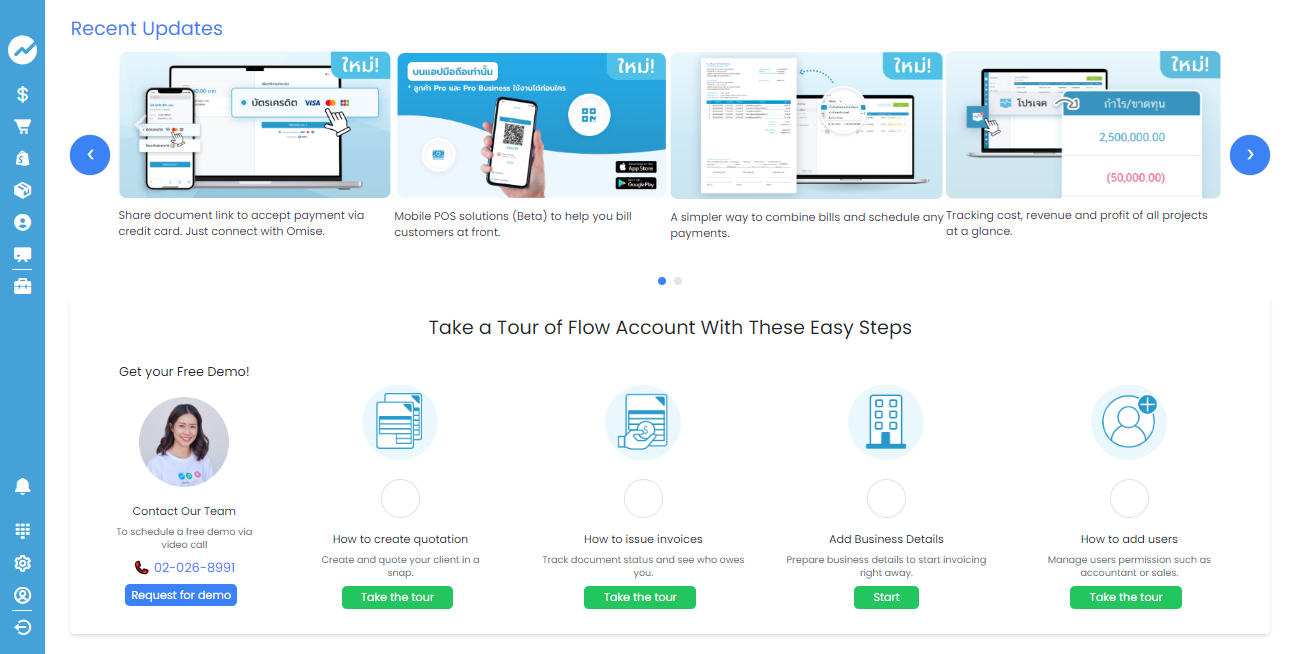 Recent Updates
ใหม่!
บัตรเครดิต VISA
ใหม่!
บนแอปมือถือเท่านั้น
* ลูกค้า Pro และ Pro Business ใช้งานได้ก่อนใคร
App Store
Google Play
ใหม่!
ใหม่!
โปรเจค
กำไร/ขาดทุน
2,500,000.00
(50,000.00)
Share document link to accept payment via
credit card. Just connect with Omise.
Mobile POS solutions (Beta) to help you bill
customers at front.
A simpler way to combine bills and schedule any
payments.
Tracking cost, revenue and profit of all projects
at a glance.
Take a Tour of Flow Account With These Easy Steps
Get your Free Demo!
Contact Our Team
To schedule a free demo via
video call
02-026-8991
Request for demo
How to create quotation
Create and quote your client in a
snap.
Take the tour
How to issue invoices
Track document status and see who owes
you.
Take the tour
Add Business Details
Prepare business details to start invoicing
right away.
Start
How to add users
Manage users permission such as
accountant or sales.
Take the tour